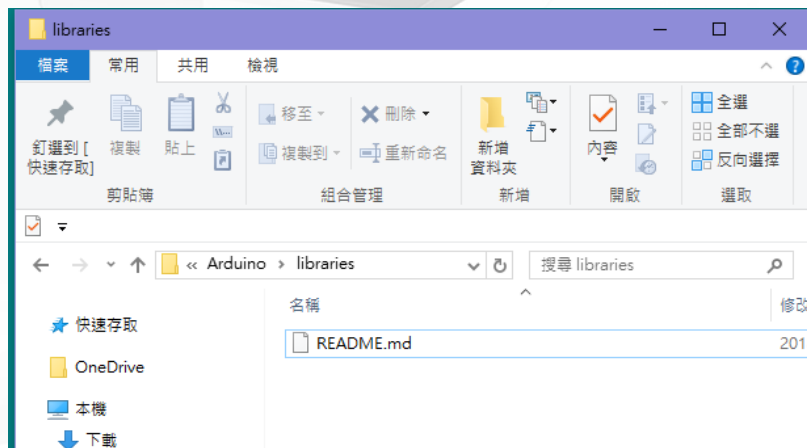 libraries
檔案 常用 共用 檢視
釘選到 [
快速存取]
複製
貼上
剪貼簿
移至
複製到
刪除
重新命名
組合管理
新增
資料夾
新增
內容
開啟
全選
全部不選
反向選擇
選取
« Arduino › libraries
搜尋 libraries
名稱
修改
快速存取
README.md
201
OneDrive
本機
下載